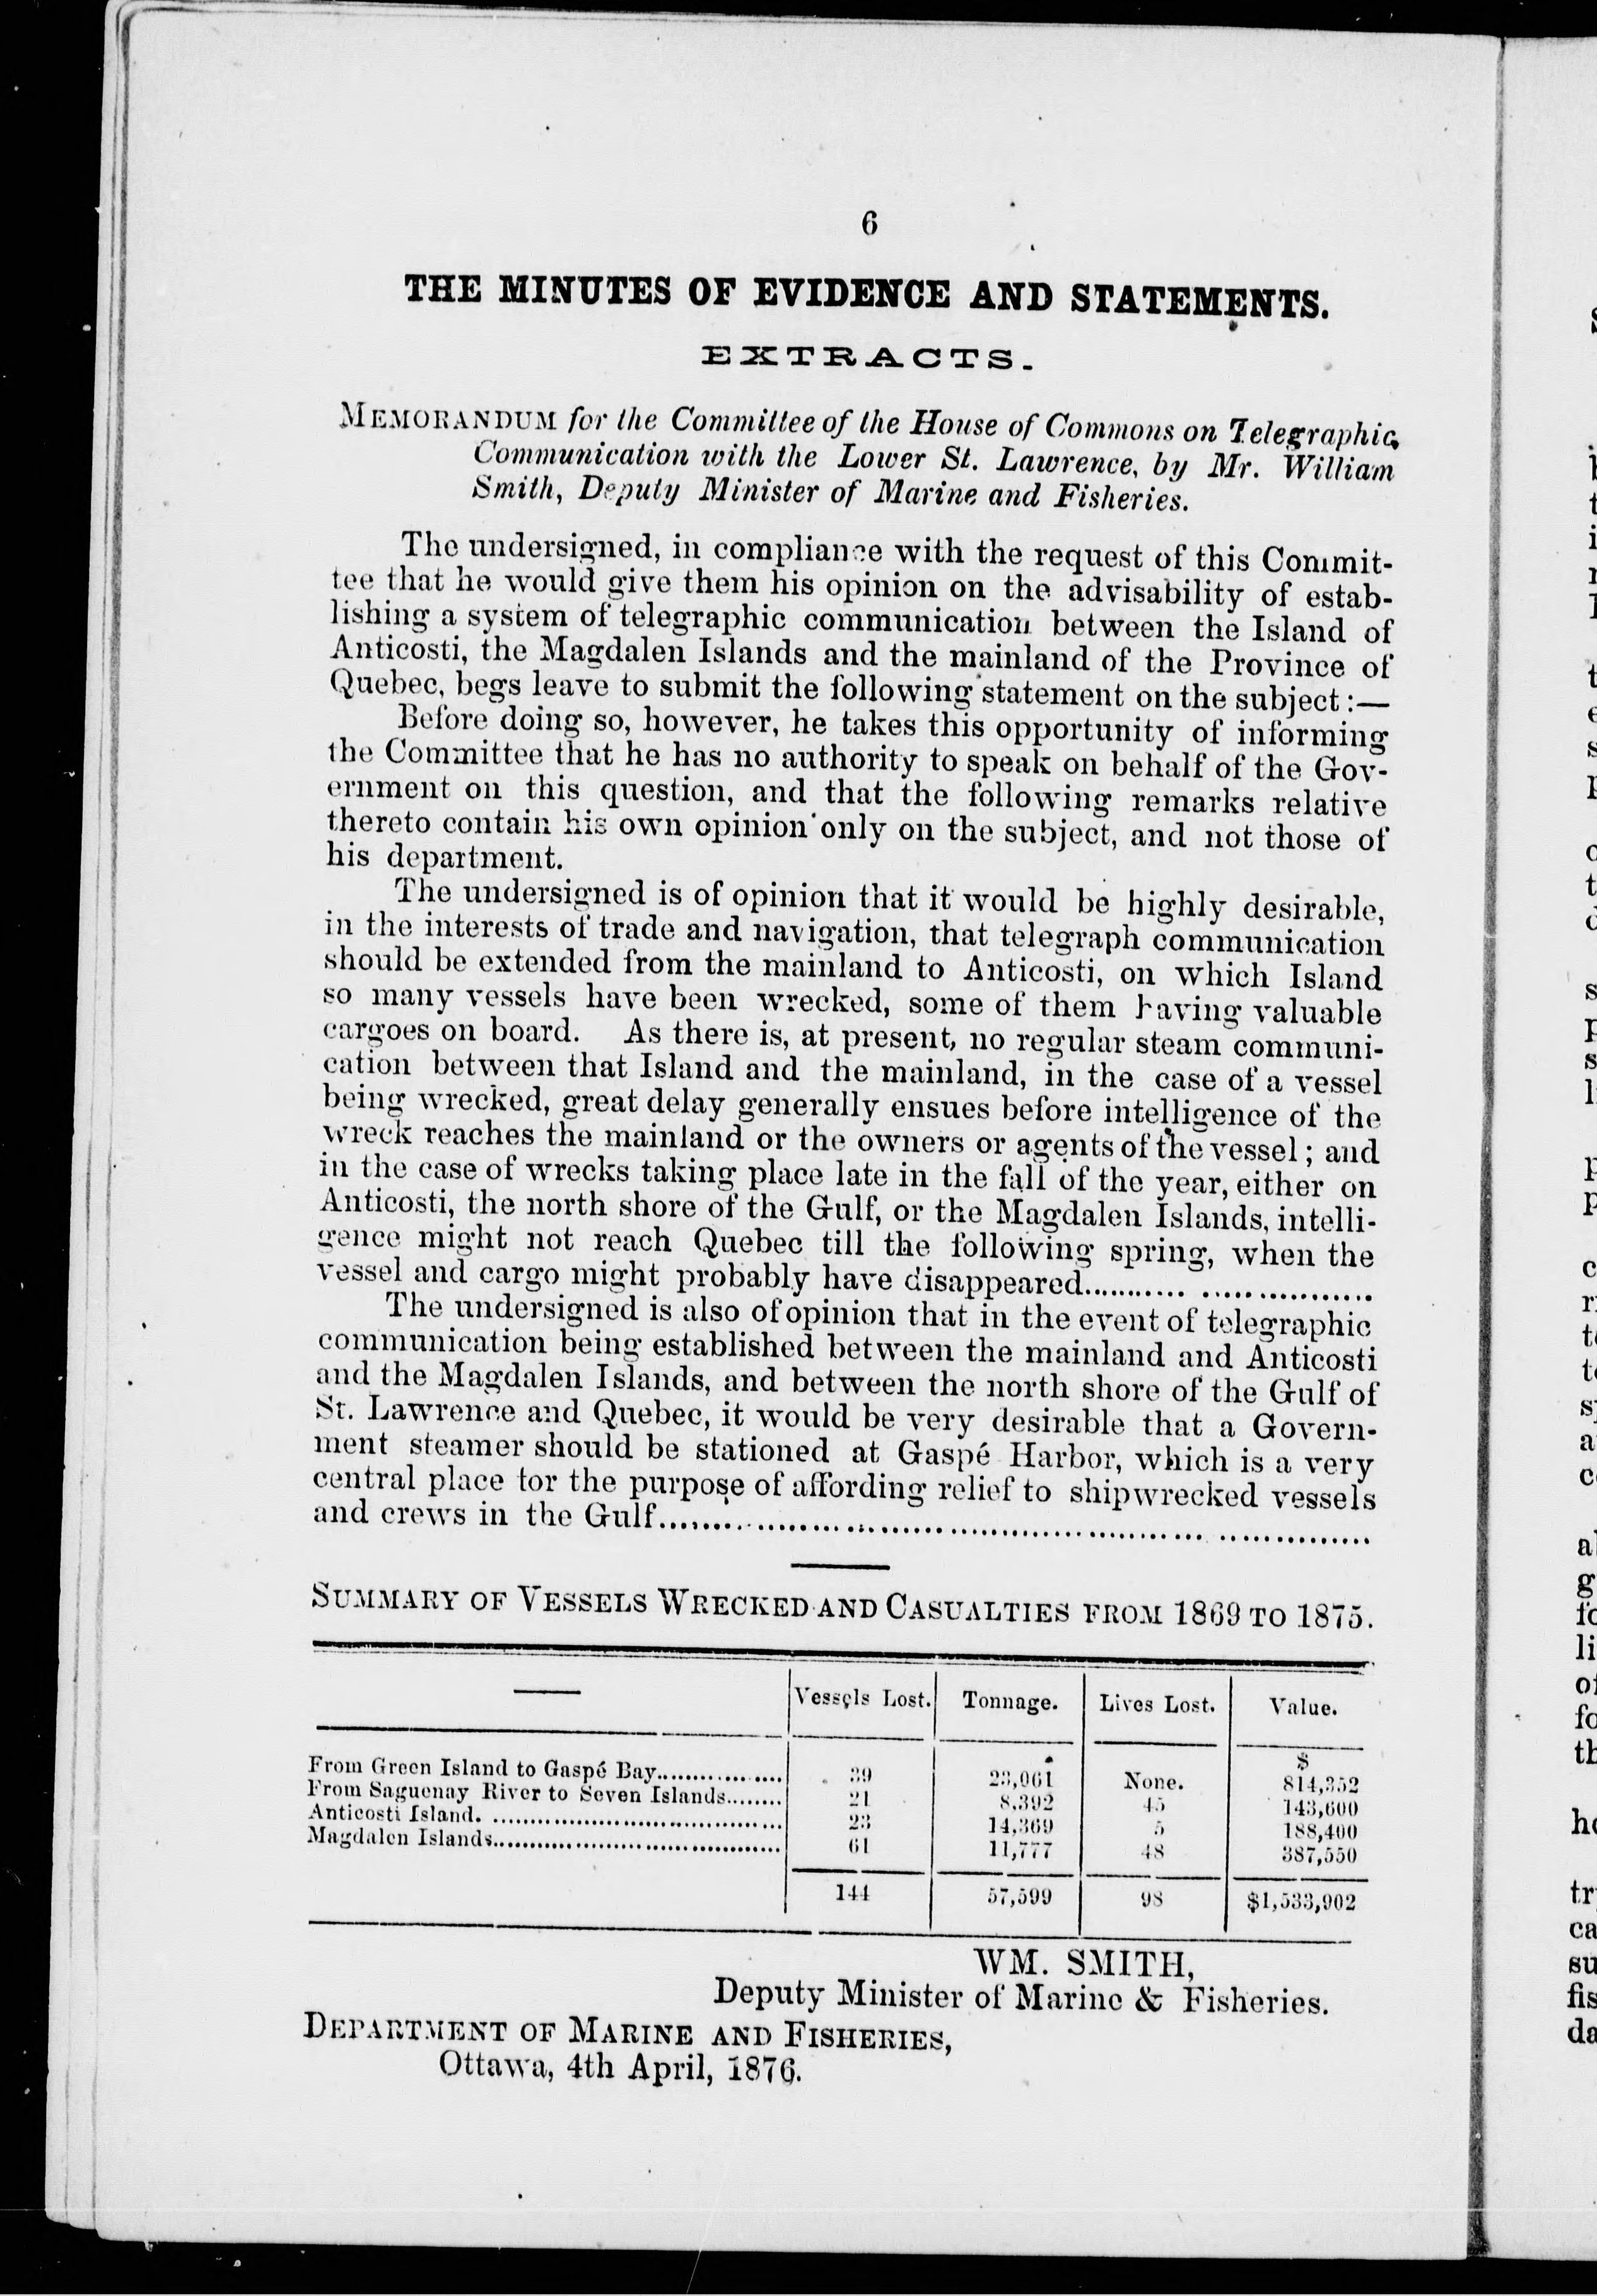 6
THE MINUTES OF EVIDENCE AND STATEMENTS.
EXTRACTS.
MEMORANDUM for the Committee of the House of Commons on Telegraphic
Communication with the Lower St. Lawrence, by Mr. William
Smith, Deputy Minister of Marine and Fisheries.
The undersigned, in compliance with the request of this Commit-
tee that he would give them his opinion on the advisability of estab-
lishing a system of telegraphic communication between the Island of
Anticosti, the Magdalen Islands and the mainland of the Province of
Quebec, begs leave to submit the following statement on the subject:—
Before doing so, however, he takes this opportunity of informing
the Committee that he has no authority to speak on behalf of the Gov-
ernment on this question, and that the following remarks relative
thereto contain his own opinion only on the subject, and not those of
his department.
The undersigned is of opinion that it would be highly desirable,
in the interests of trade and navigation, that telegraph communication
should be extended from the mainland to Anticosti, on which Island
so many vessels have been wrecked, some of them having valuable
cargoes on board. As there is, at present, no regular steam communi-
cation between that Island and the mainland, in the case of a vessel
being wrecked, great delay generally ensues before intelligence of the
wreck reaches the mainland or the owners or agents of the vessel; and
in the case of wrecks taking place late in the fall of the year, either on
Anticosti, the north shore of the Gulf, or the Magdalen Islands, intelli-
gence might not reach Quebec till the following spring, when the
vessel and cargo might probably have disappeared...........................
The undersigned is also of opinion that in the event of telegraphic
communication being established between the mainland and Anticosti
and the Magdalen Islands, and between the north shore of the Gulf of
St. Lawrence and Quebec, it would be very desirable that a Govern-
ment steamer should be stationed at Gaspé Harbor, which is a very
central place for the purpose of affording relief to shipwrecked vessels
and crews in the Gulf..................................................................
SUMMARY OF VESSELS WRECKED AND CASUALTIES FROM 1869 TO 1875.
Vessels Lost. Tonnage. Lives Lost. Value.
$
From Green Island to Gaspé Bay................ 39 23,061 None. 814,352
From Saguenay River to Seven Islands........ 21 8,392 45 143,600
Anticosti Island. ..................................... 23 14,369 5 188,400
Magdalen Islands..................................... 61 11,777 48 387,550
144 57,599 98 $1,533,902
WM. SMITH,
Deputy Minister of Marine & Fisheries.
DEPARTMENT OF MARINE AND FISHERIES,
Ottawa, 4th April, 1876.